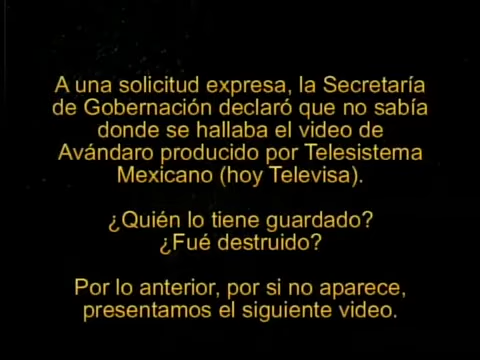 A una solicitud expresa, la Secretaría
de Gobernación declaró que no sabía
donde se hallaba el video de
Avándaro producido por Telesistema
Mexicano (hoy Televisa).
¿Quién lo tiene guardado?
¿Fué destruido?
Por lo anterior, por si no aparece,
presentamos el siguiente video.